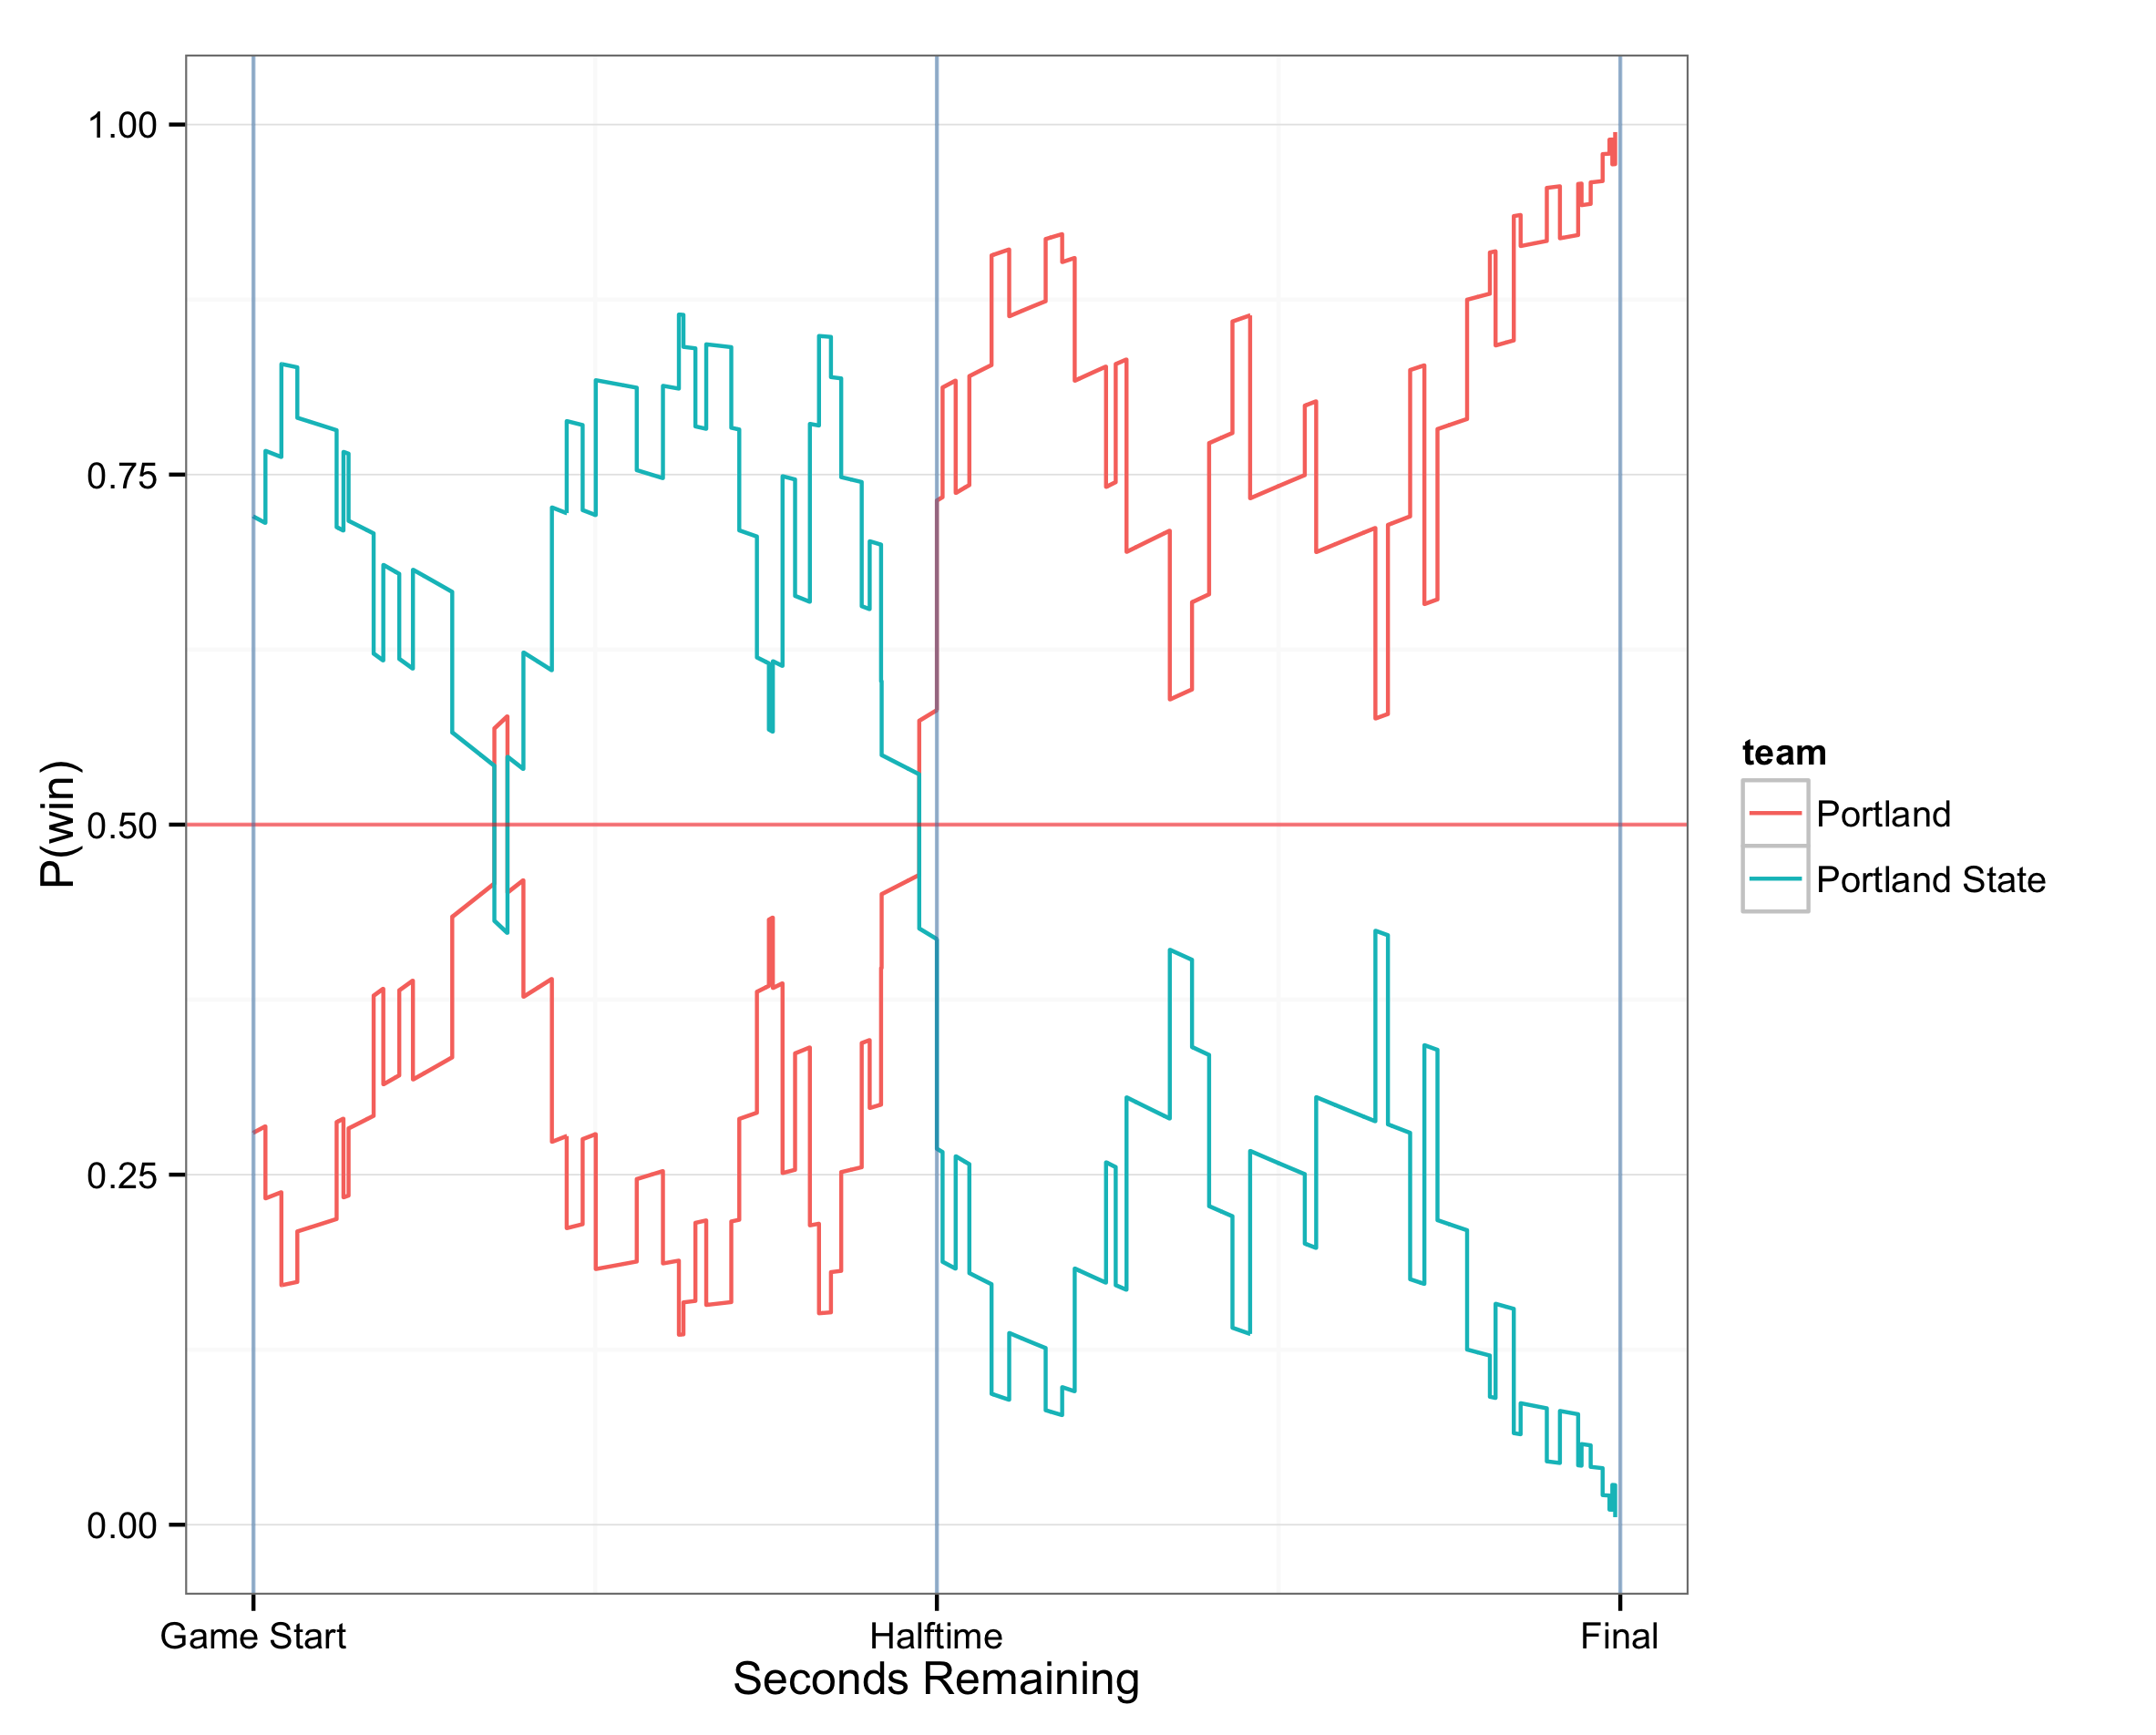 1.00
0.75
0.50
0.25
0.00
P(win)
Game Start
Halftime
Final
Seconds Remaining
team
Portland
Portland State